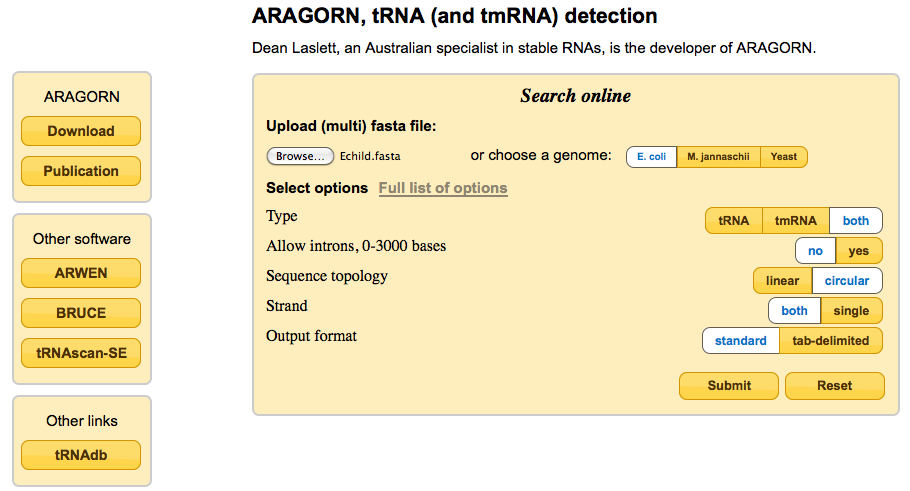 ARAGORN, tRNA (and tmRNA) detection
Dean Laslett, an Australian specialist in stable RNAs, is the developer of ARAGORN.
ARAGORN
Download
Publication
Other software
ARWEN
BRUCE
tRNAscan-SE
Other links
tRNAdb
Search online
Upload (multi) fasta file:
Browse... Echild.fasta or choose a genome: E. coli M. jannaschii Yeast
Select options Full list of options
Type tRNA tmRNA both
Allow introns, 0-3000 bases no yes
Sequence topology linear circular
Strand both single
Output format standard tab-delimited
Submit Reset